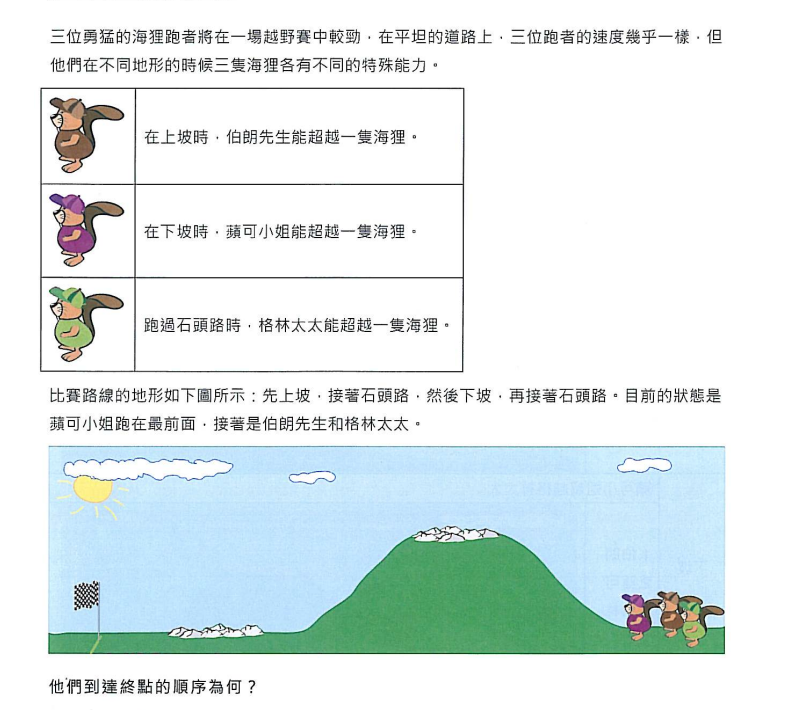 三位勇猛的海狸跑者將在一場越野賽中較勁，在平坦的道路上，三位跑者的速度幾乎一樣，但
他們在不同地形的時候三隻海狸各有不同的特殊能力。
在上坡時，伯朗先生能超越一隻海狸。
在下坡時，蘋可小姐能超越一隻海狸。
跑過石頭路時，格林太太能超越一隻海狸。
比賽路線的地形如下圖所示：先上坡，接著石頭路，然後下坡，再接著石頭路。目前的狀態是
蘋可小姐跑在最前面，接著是伯朗先生和格林太太。
他們到達終點的順序為何？